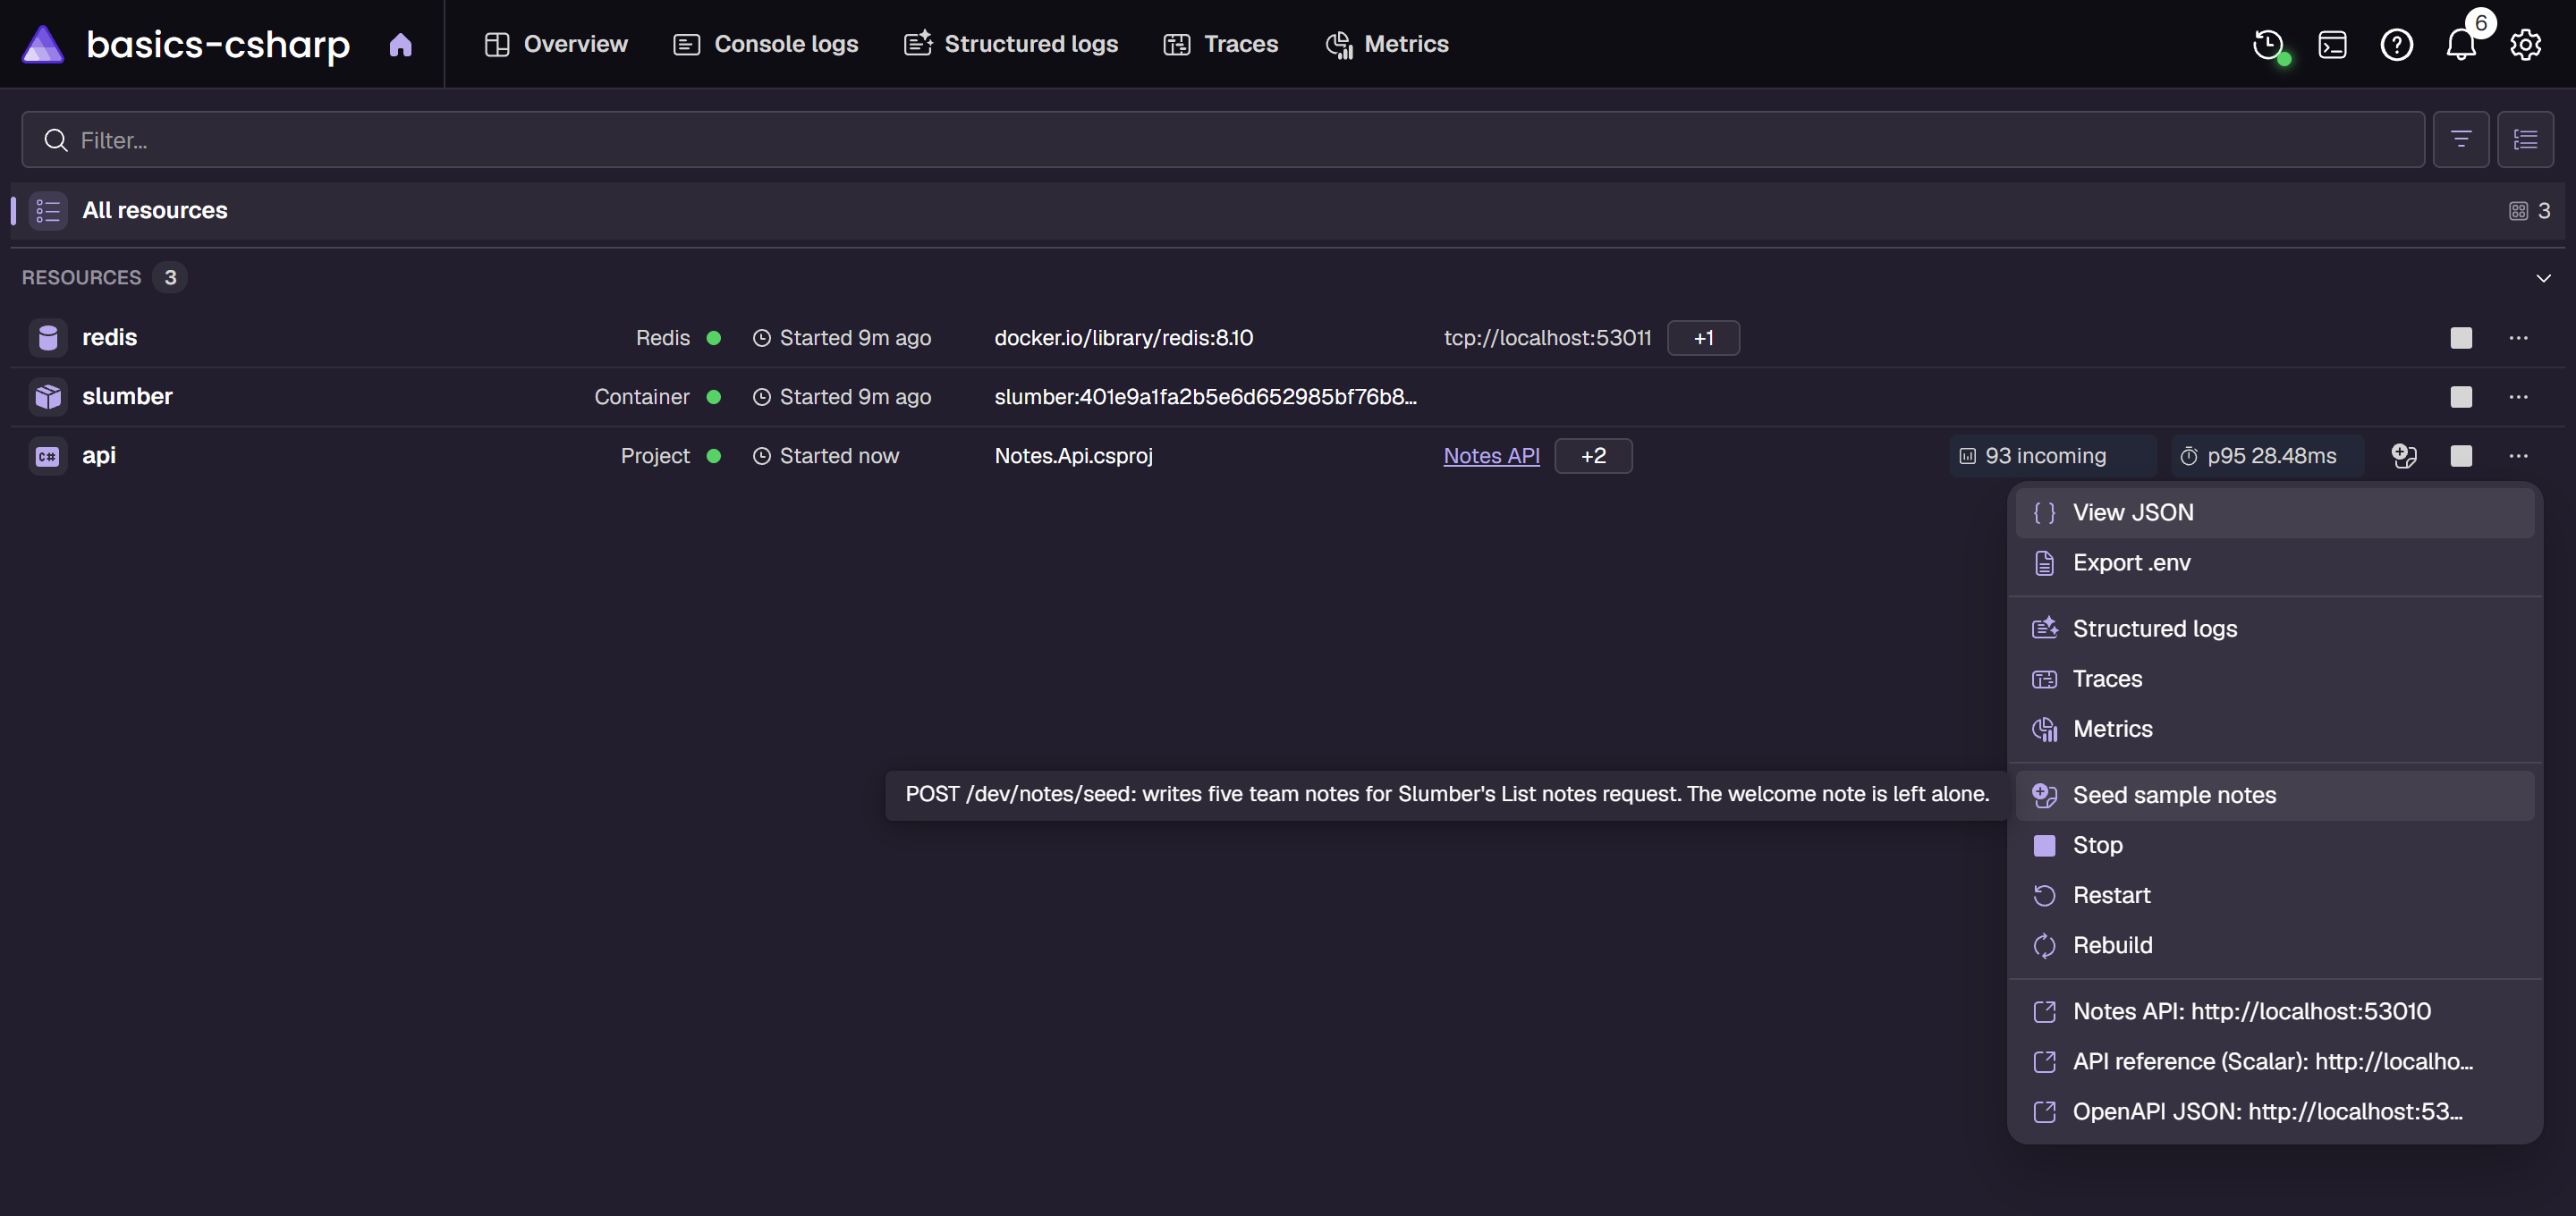 basics-csharp
Overview
Console logs
Structured logs
Traces
Metrics
6
Filter...
All resources
3
RESOURCES 3
redis Redis Started 9m ago docker.io/library/redis:8.10 tcp://localhost:53011 +1
slumber Container Started 9m ago slumber:401e9a1fa2b5e6d652985bf76b8...
C# api Project Started now Notes.Api.csproj Notes API +2 93 incoming p95 28.48ms
View JSON
Export .env
Structured logs
Traces
Metrics
POST /dev/notes/seed: writes five team notes for Slumber's List notes request. The welcome note is left alone.
Seed sample notes
Stop
Restart
Rebuild
Notes API: http://localhost:53010
API reference (Scalar): http://localho...
OpenAPI JSON: http://localhost:53...